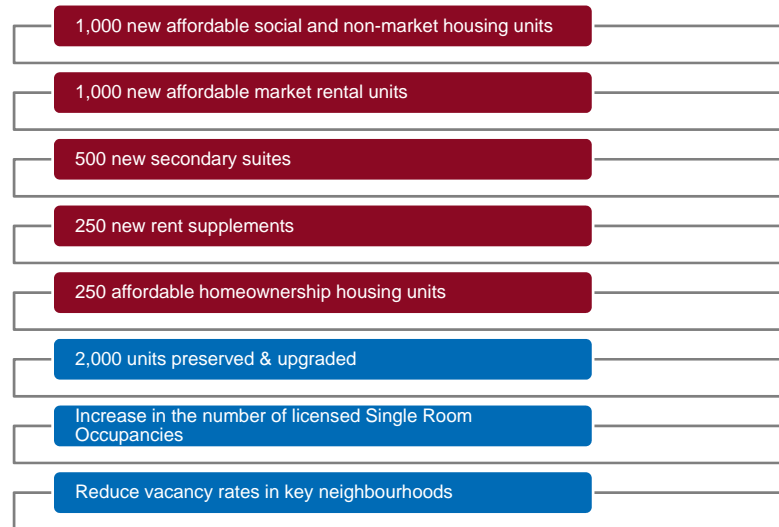 1,000 new affordable social and non-market housing units
1,000 new affordable market rental units
500 new secondary suites
250 new rent supplements
250 affordable homeownership housing units
2,000 units preserved & upgraded
Increase in the number of licensed Single Room
Occupancies
Reduce vacancy rates in key neighbourhoods